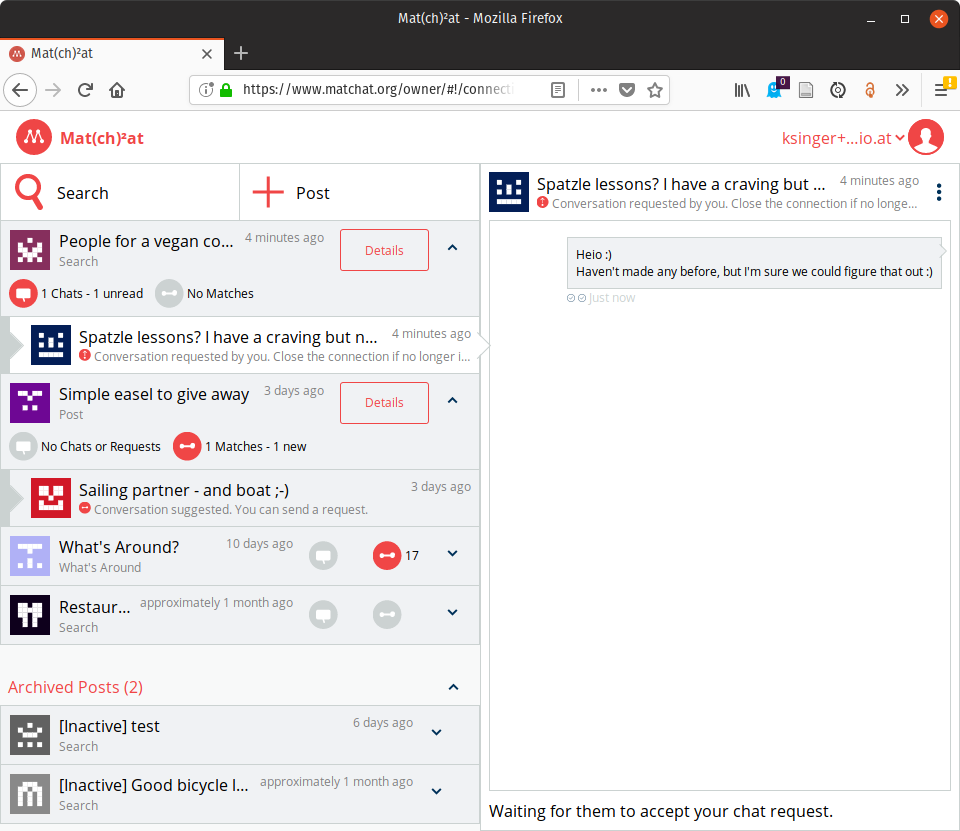 Mat(ch)²at - Mozilla Firefox
Mat(ch)²at
https://www.matchat.org/owner/#!/connecti
0
Mat(ch)²at
ksinger+...io.at
Search
Post
People for a vegan co...
4 minutes ago
Search
Details
1 Chats - 1 unread
No Matches
Spatzle lessons? I have a craving but n...
4 minutes ago
Conversation requested by you. Close the connection if no longer i...
Simple easel to give away
3 days ago
Post
Details
No Chats or Requests
1 Matches - 1 new
Sailing partner - and boat ;-)
3 days ago
Conversation suggested. You can send a request.
What's Around?
10 days ago
What's Around
17
Restaur...
approximately 1 month ago
Search
Archived Posts (2)
[Inactive] test
6 days ago
Search
[Inactive] Good bicycle l...
approximately 1 month ago
Search
Spatzle lessons? I have a craving but ...
4 minutes ago
Conversation requested by you. Close the connection if no longe...
Heio :)
Haven't made any before, but I'm sure we could figure that out :)
Just now
Waiting for them to accept your chat request.